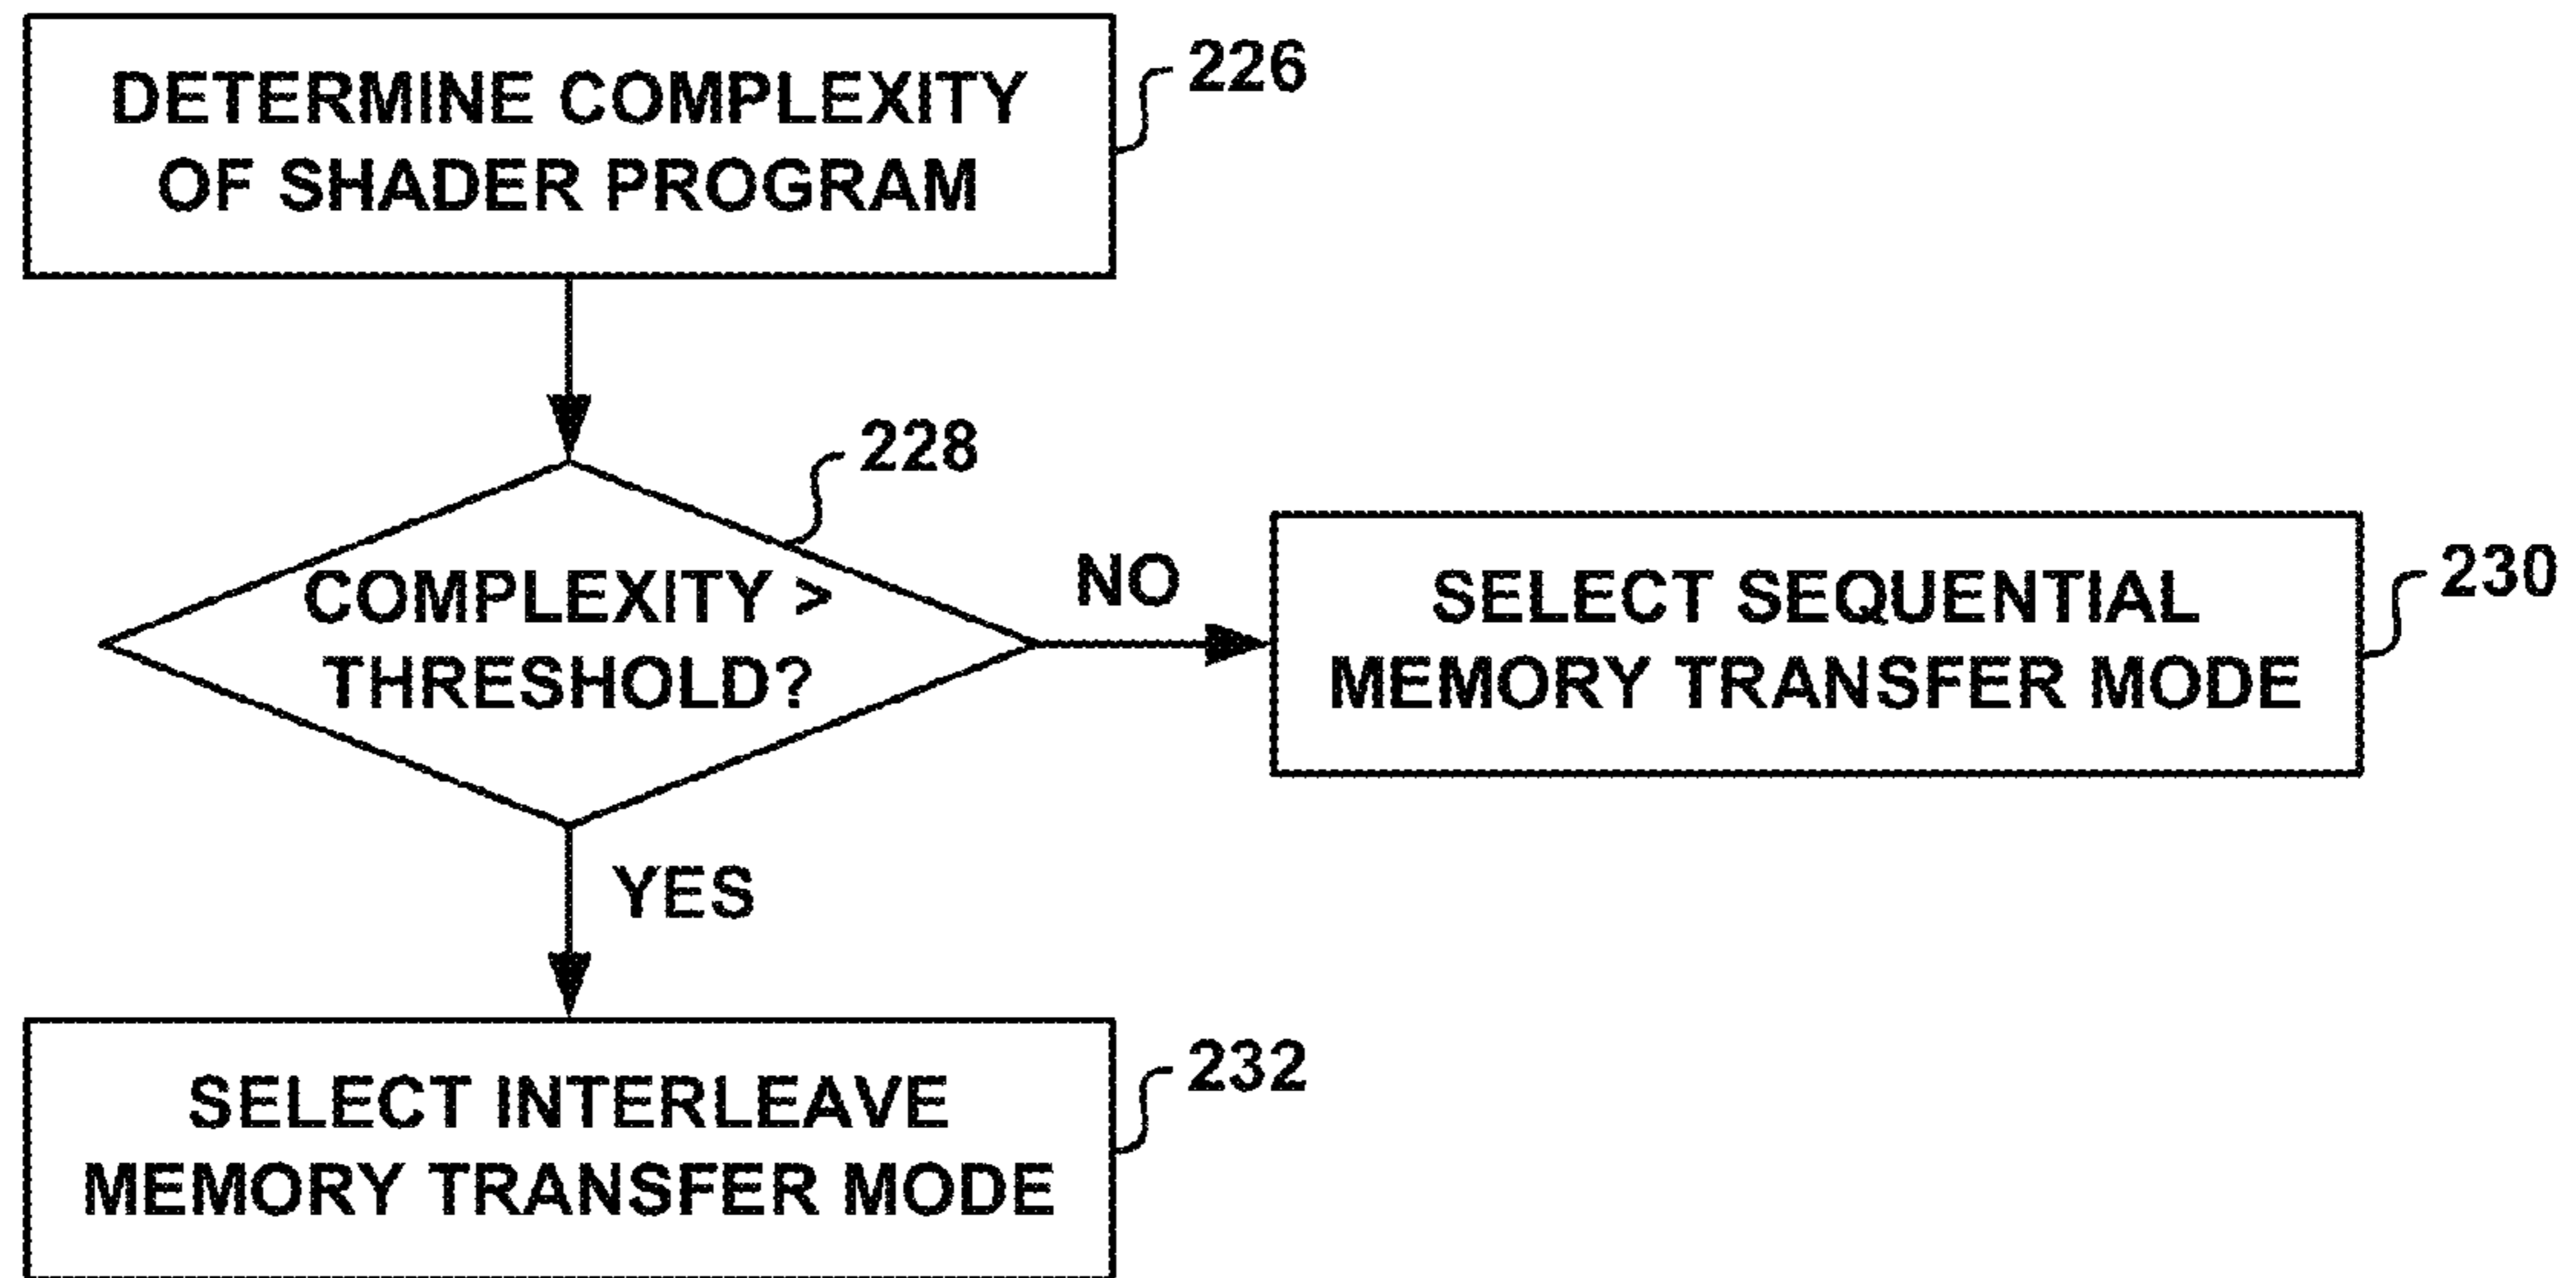 DETERMINE COMPLEXITY
OF SHADER PROGRAM
226
228
COMPLEXITY >
THRESHOLD?
NO
SELECT SEQUENTIAL
MEMORY TRANSFER MODE
230
YES
SELECT INTERLEAVE
MEMORY TRANSFER MODE
232